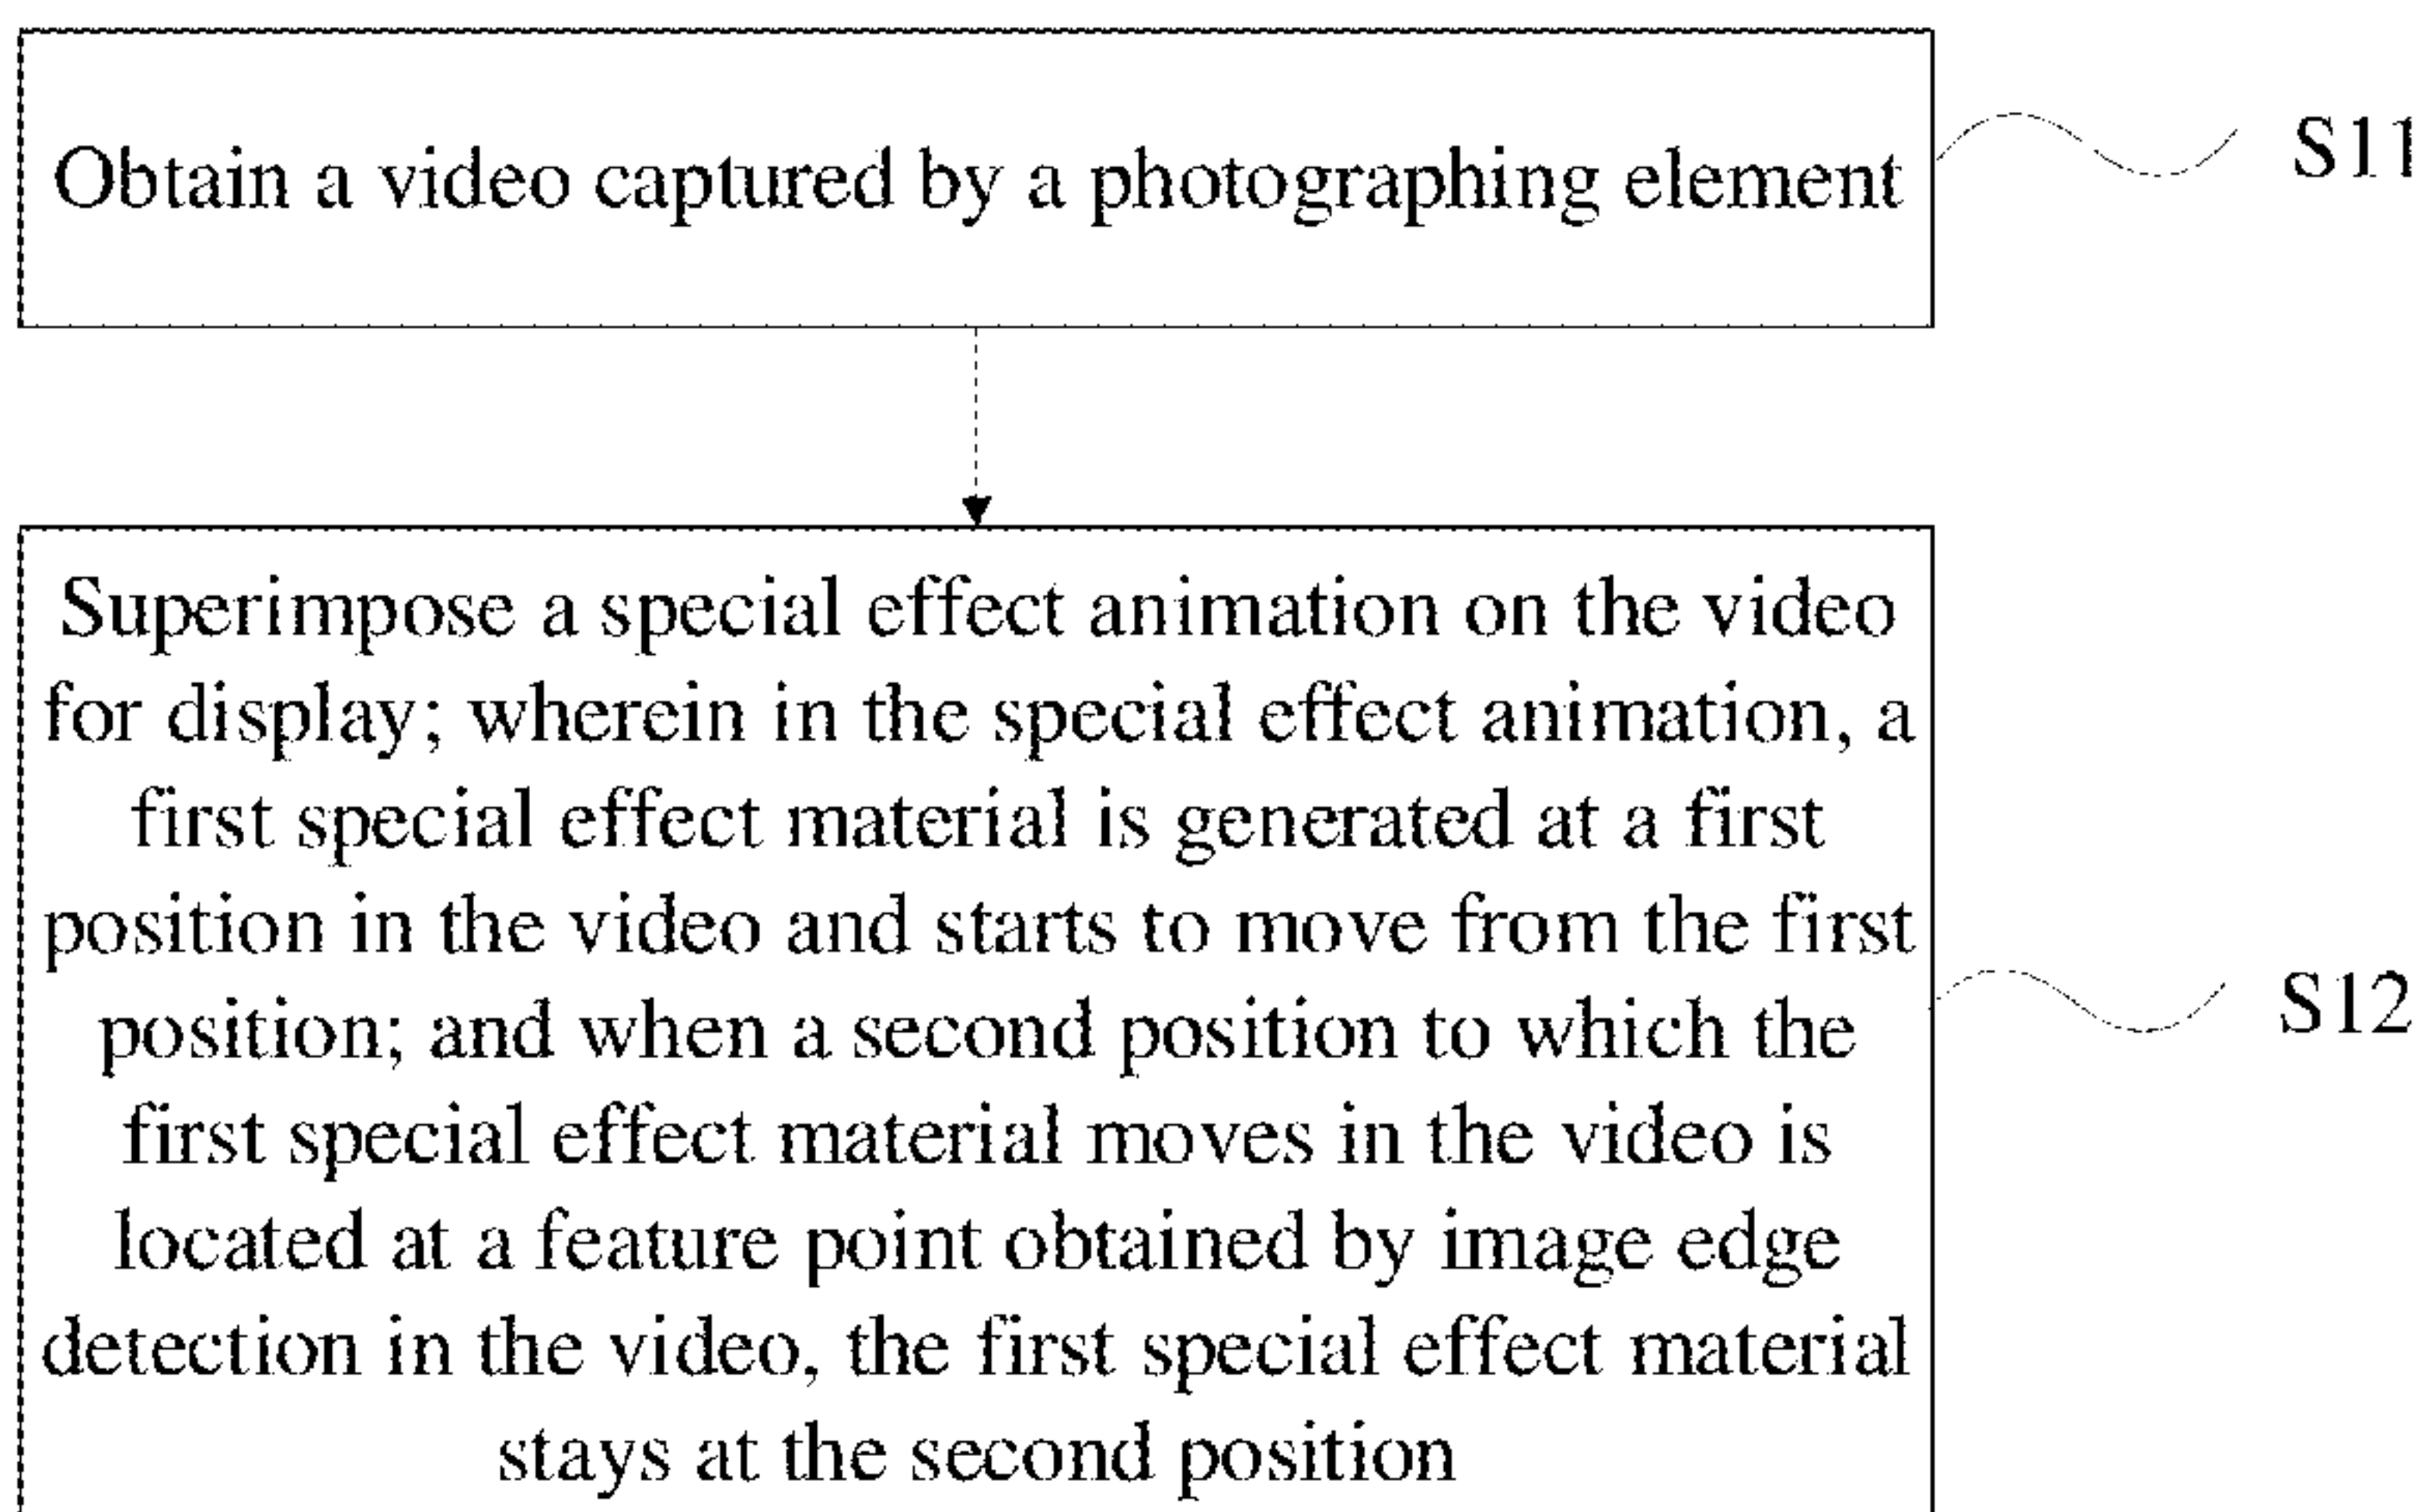 Obtain a video captured by a photographing element
S11
Superimpose a special effect animation on the video
for display; wherein in the special effect animation, a
first special effect material is generated at a first
position in the video and starts to move from the first
position; and when a second position to which the
first special effect material moves in the video is
located at a feature point obtained by image edge
detection in the video, the first special effect material
stays at the second position
S12